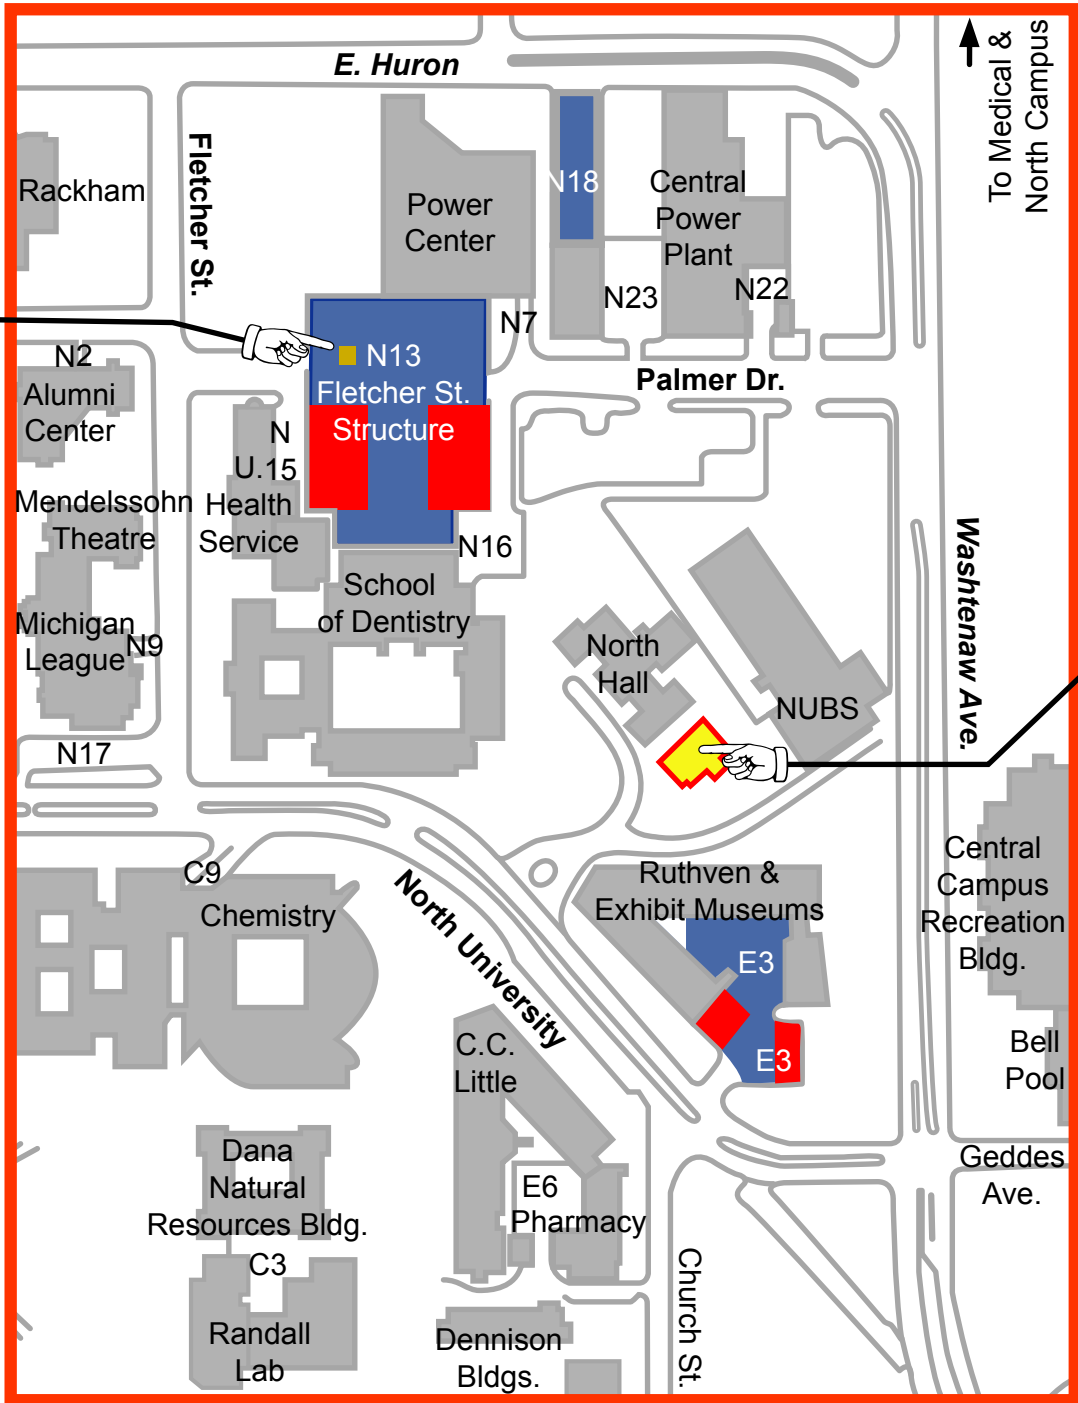 E. Huron
To Medical &
North Campus
Fletcher St.
Rackham
Power
Center
N18
Central
Power
Plant
N23
N22
N7
N2
Alumni
Center
N13
Fletcher St.
Structure
Palmer Dr.
N
15
U.
Health
Service
Mendelssohn
Theatre
N16
School
of Dentistry
Washtenaw Ave.
Michigan
League
N9
North
Hall
NUBS
N17
C9
Chemistry
North University
Ruthven &
Exhibit Museums
E3
E3
Central
Campus
Recreation
Bldg.
Bell
Pool
C.C.
Little
Dana
Natural
Resources Bldg.
E6
Pharmacy
Geddes
Ave.
C3
Randall
Lab
Dennison
Bldgs.
Church St.